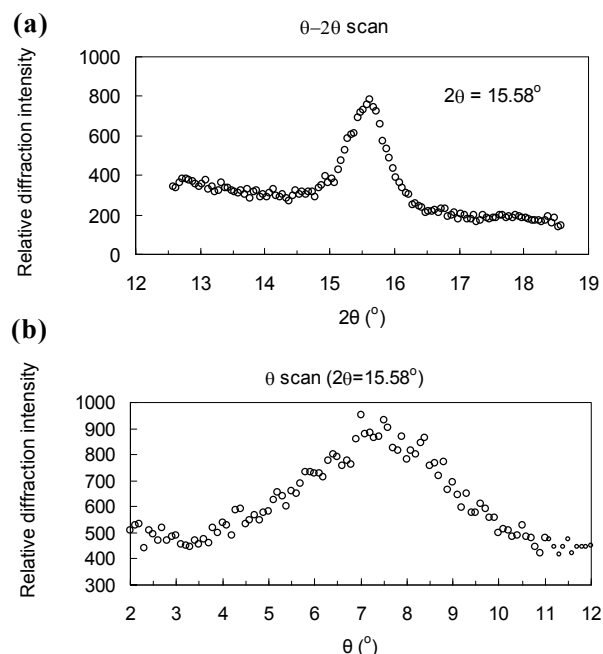 (a)
θ–2θ scan
Relative diffraction intensity
1000
800
600
400
200
0
2θ = 15.58°
12 13 14 15 16 17 18 19
2θ (°)
(b)
θ scan (2θ=15.58°)
Relative diffraction intensity
1000
900
800
700
600
500
400
300
2 3 4 5 6 7 8 9 10 11 12
θ (°)